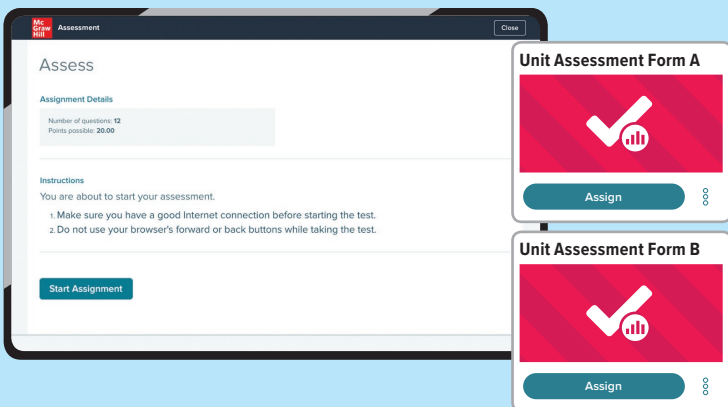 Mc
Graw
Hill
Assessment
Close
Assess
Assignment Details
Number of questions: 12
Points possible: 20.00
Instructions
You are about to start your assessment.
1. Make sure you have a good Internet connection before starting the test.
2. Do not use your browser's forward or back buttons while taking the test.
Start Assignment
Unit Assessment Form A
Assign
Unit Assessment Form B
Assign